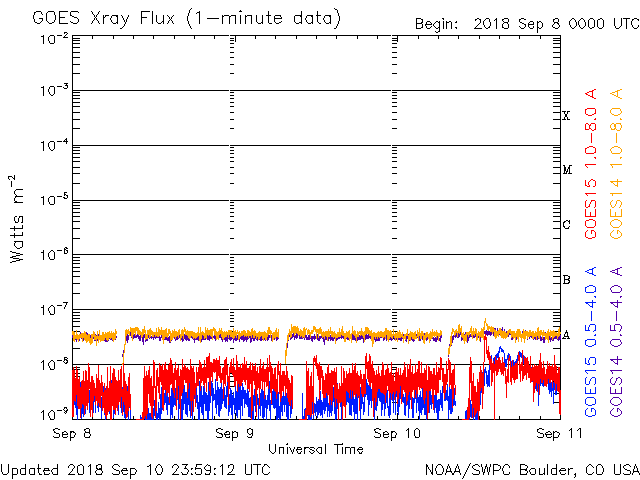 GOES Xray Flux (1-minute data)
Begin: 2018 Sep 8 0000 UTC
10⁻²
10⁻³
10⁻⁴
10⁻⁵
10⁻⁶
10⁻⁷
10⁻⁸
10⁻⁹
Watts m⁻²
X
M
C
B
A
GOES15 1.0-8.0 A
GOES14 1.0-8.0 A
GOES15 0.5-4.0 A
GOES14 0.5-4.0 A
Sep 8
Sep 9
Sep 10
Sep 11
Universal Time
Updated 2018 Sep 10 23:59:12 UTC
NOAA/SWPC Boulder, CO USA